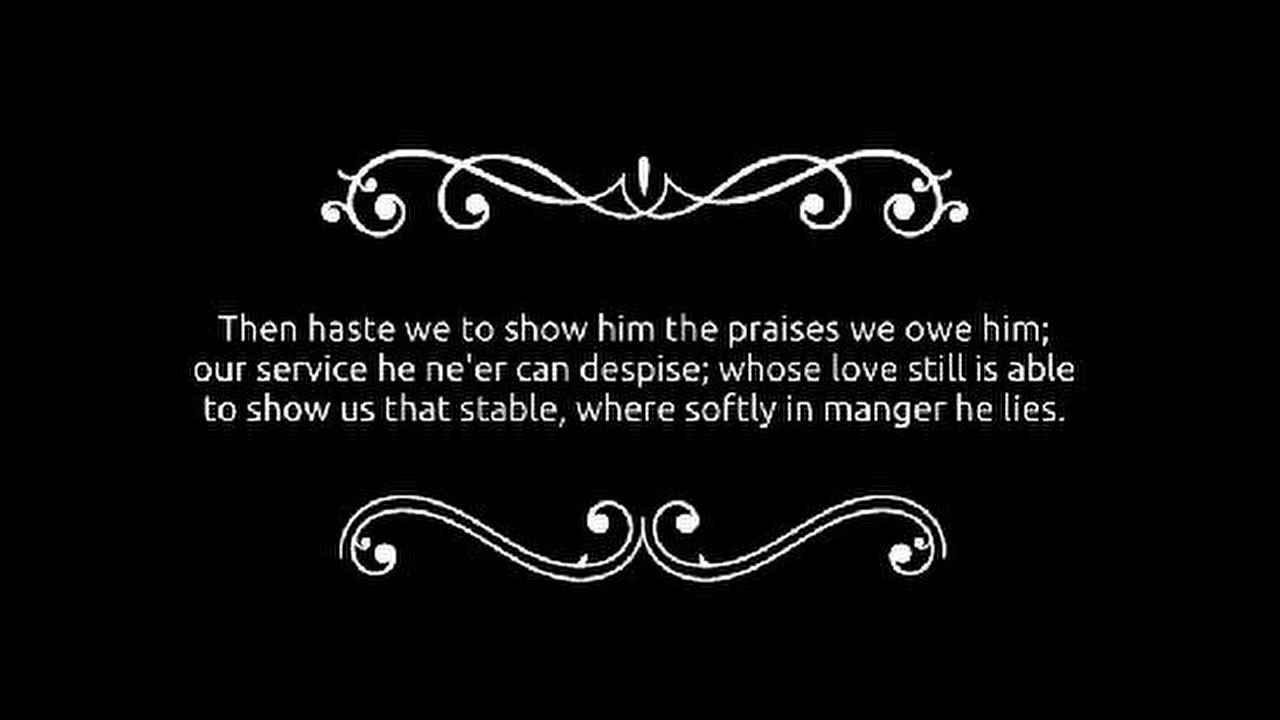 Then haste we to show him the praises we owe him;
our service he ne'er can despise; whose love still is able
to show us that stable, where softly in manger he lies.